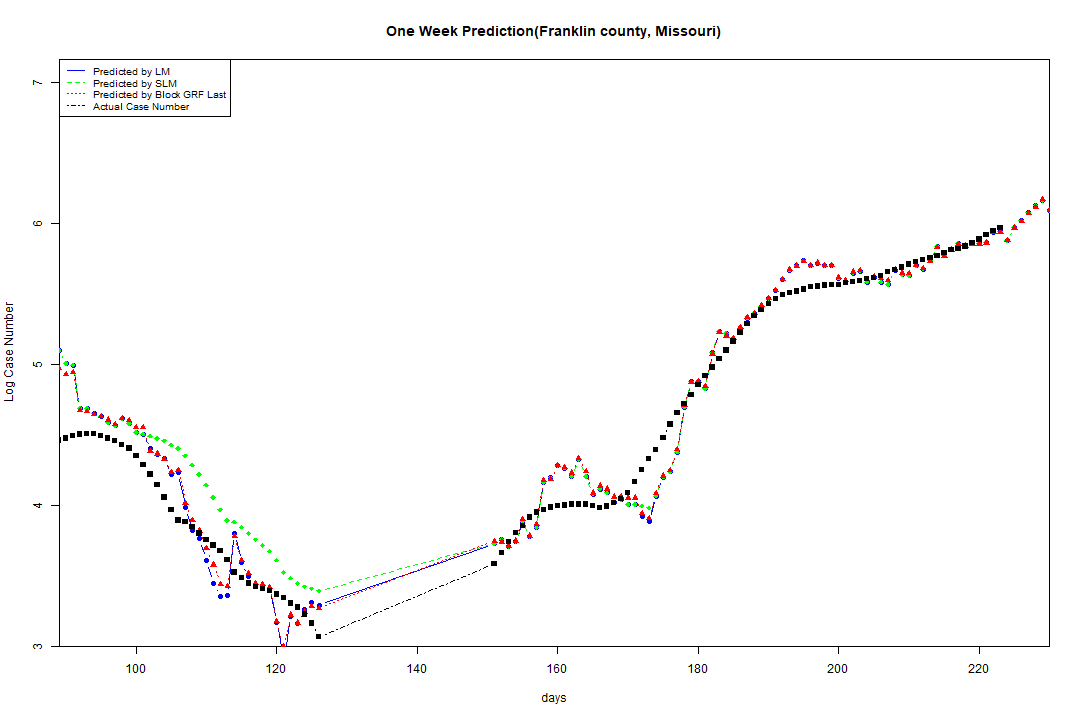 One Week Prediction(Franklin county, Missouri)
Predicted by LM
Predicted by SLM
Predicted by Block GRF Last
Actual Case Number
7
6
5
4
3
Log Case Number
100
120
140
160
180
200
220
days